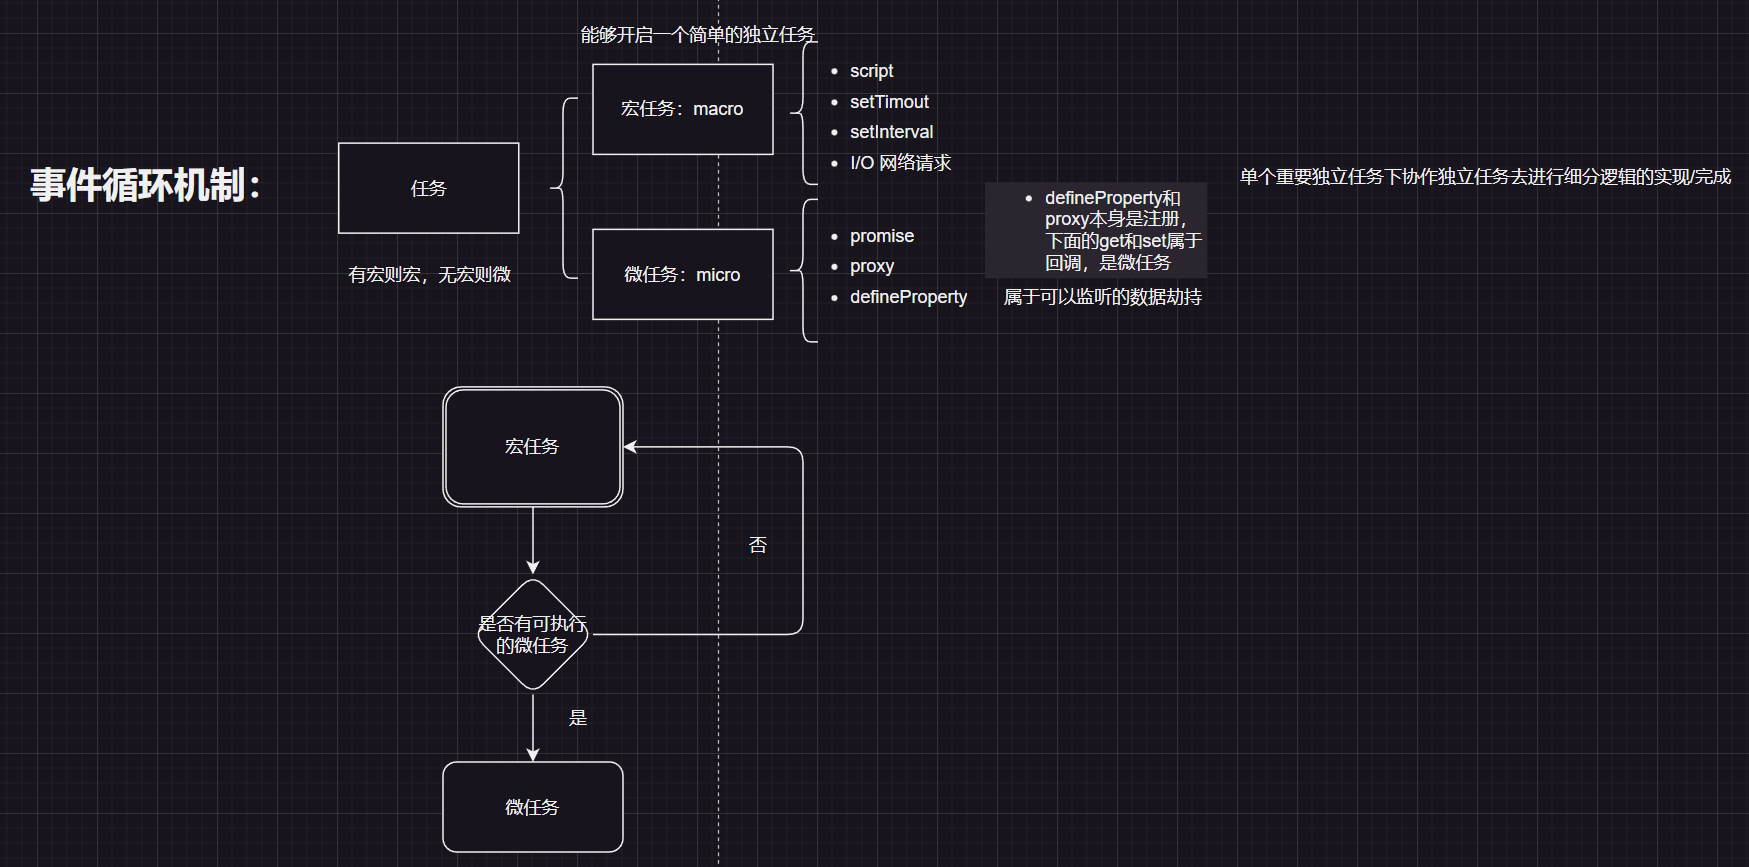 事件循环机制：
任务
有宏则宏，无宏则微
能够开启一个简单的独立任务
宏任务：macro
script
setTimout
setInterval
I/O 网络请求
微任务：micro
promise
proxy
defineProperty
defineProperty和
proxy本身是注册，
下面的get和set属于
回调，是微任务
属于可以监听的数据劫持
单个重要独立任务下协作独立任务去进行细分逻辑的实现/完成
宏任务
否
是否有可执行
的微任务
是
微任务